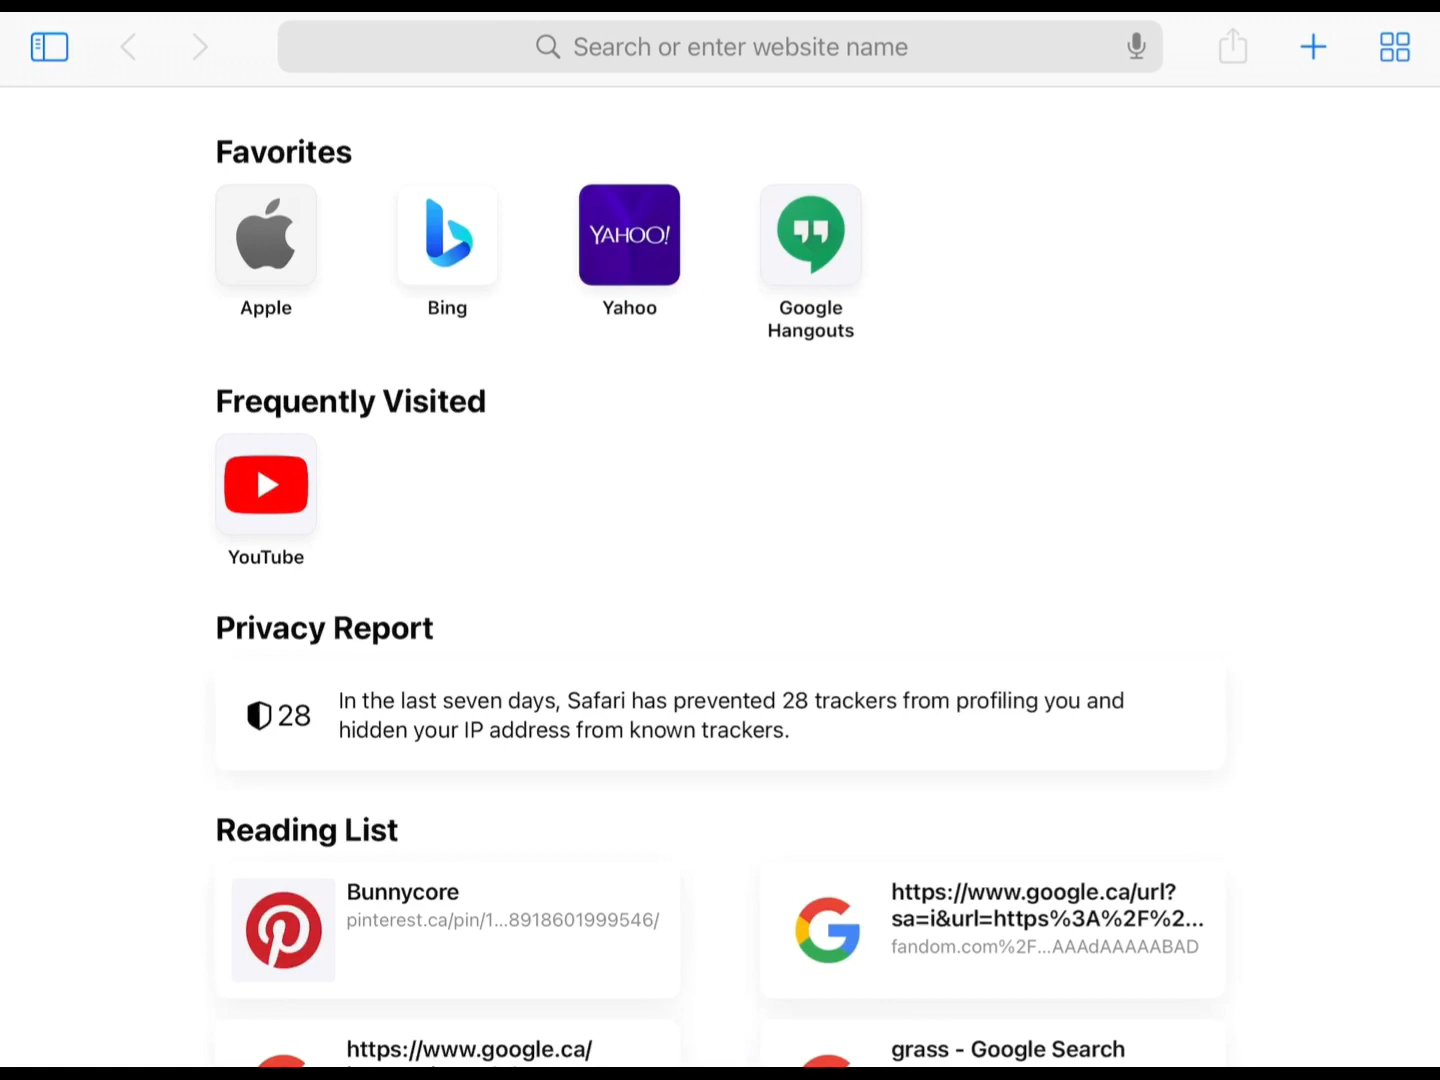 Search or enter website name
Favorites
YAHOO!
Apple
Bing
Yahoo
Google
Hangouts
Frequently Visited
YouTube
Privacy Report
28
In the last seven days, Safari has prevented 28 trackers from profiling you and
hidden your IP address from known trackers.
Reading List
Bunnycore
pinterest.ca/pin/1...8918601999546/
https://www.google.ca/url?
sa=i&url=https%3A%2F%2...
fandom.com%2F...AAAdAAAAABAD
https://www.google.ca/
grass - Google Search